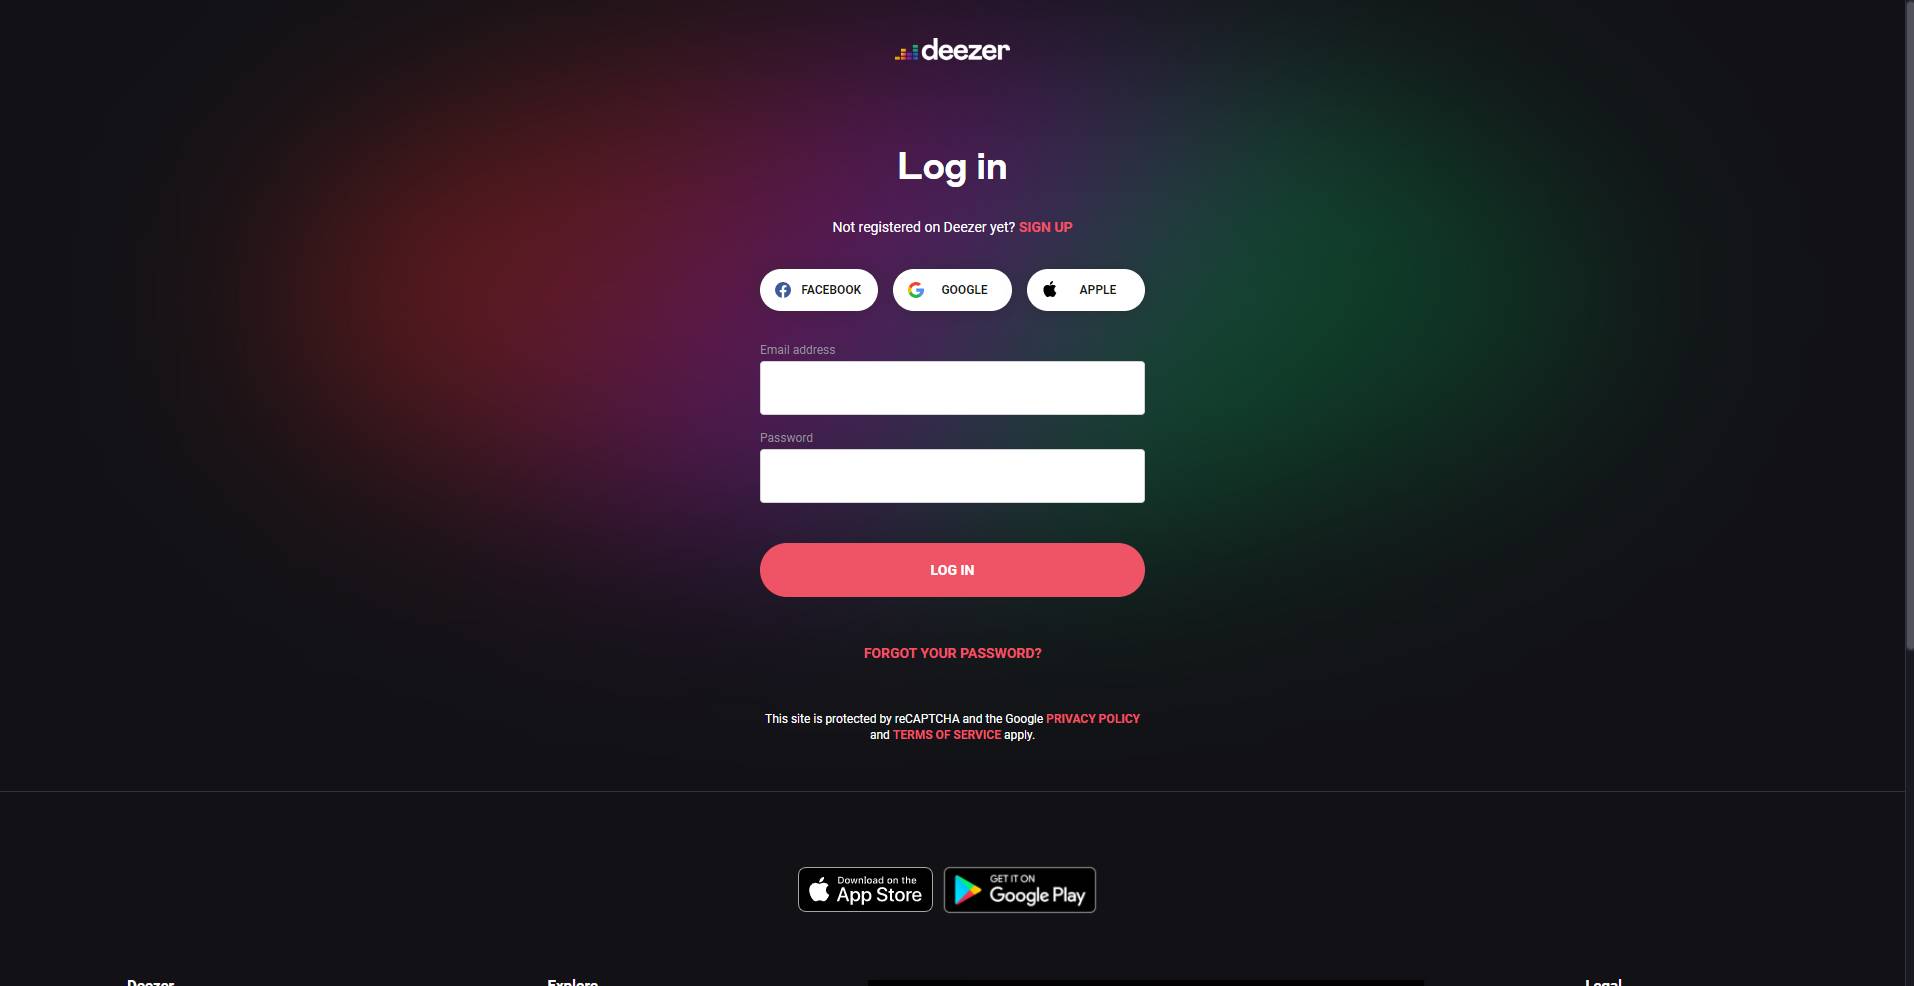 deezer
Log in
Not registered on Deezer yet? SIGN UP
FACEBOOK
GOOGLE
APPLE
Email address
Password
LOG IN
FORGOT YOUR PASSWORD?
This site is protected by reCAPTCHA and the Google PRIVACY POLICY
and TERMS OF SERVICE apply.
Download on the
App Store
GET IT ON
Google Play
Deezer
Explore
Legal